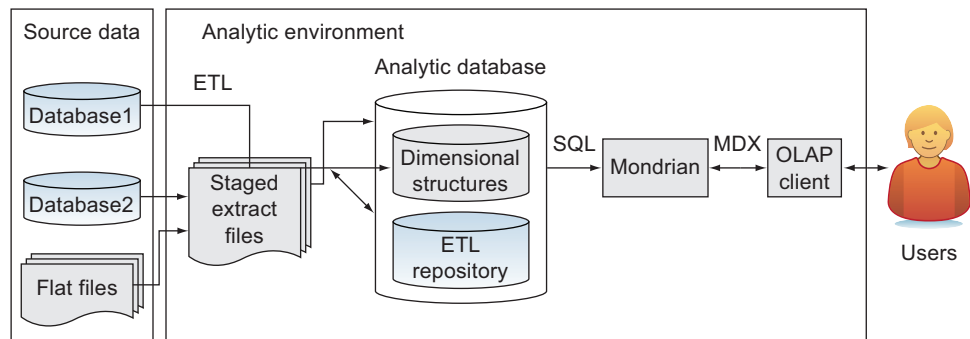 Source data
Analytic environment
Database1
Database2
Flat files
ETL
Staged
extract
files
Analytic database
Dimensional
structures
ETL
repository
SQL
Mondrian
MDX
OLAP
client
Users